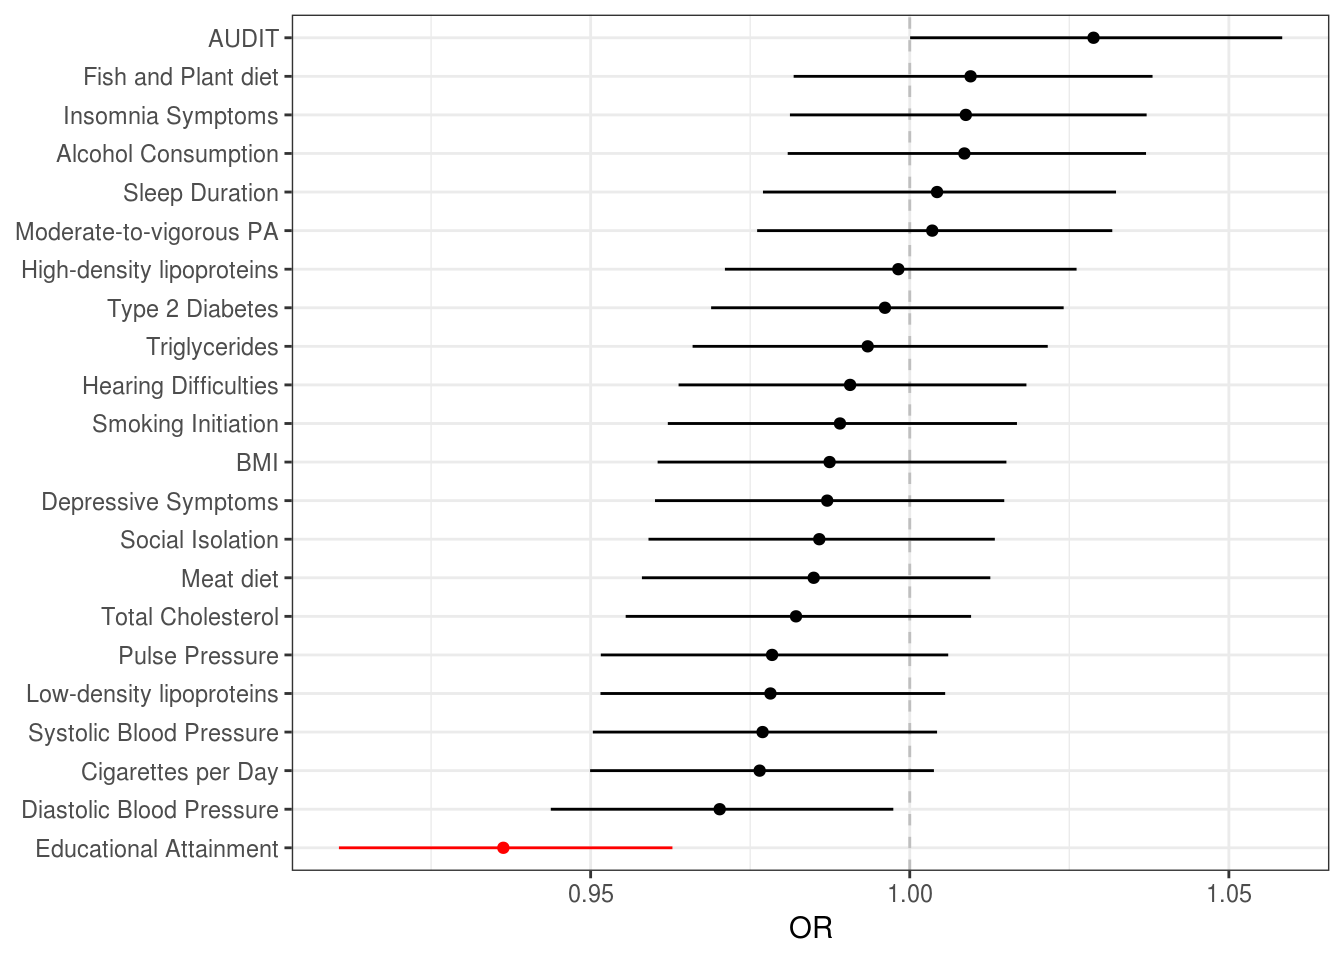 AUDIT
Fish and Plant diet
Insomnia Symptoms
Alcohol Consumption
Sleep Duration
Moderate-to-vigorous PA
High-density lipoproteins
Type 2 Diabetes
Triglycerides
Hearing Difficulties
Smoking Initiation
BMI
Depressive Symptoms
Social Isolation
Meat diet
Total Cholesterol
Pulse Pressure
Low-density lipoproteins
Systolic Blood Pressure
Cigarettes per Day
Diastolic Blood Pressure
Educational Attainment
0.95 1.00 1.05
OR